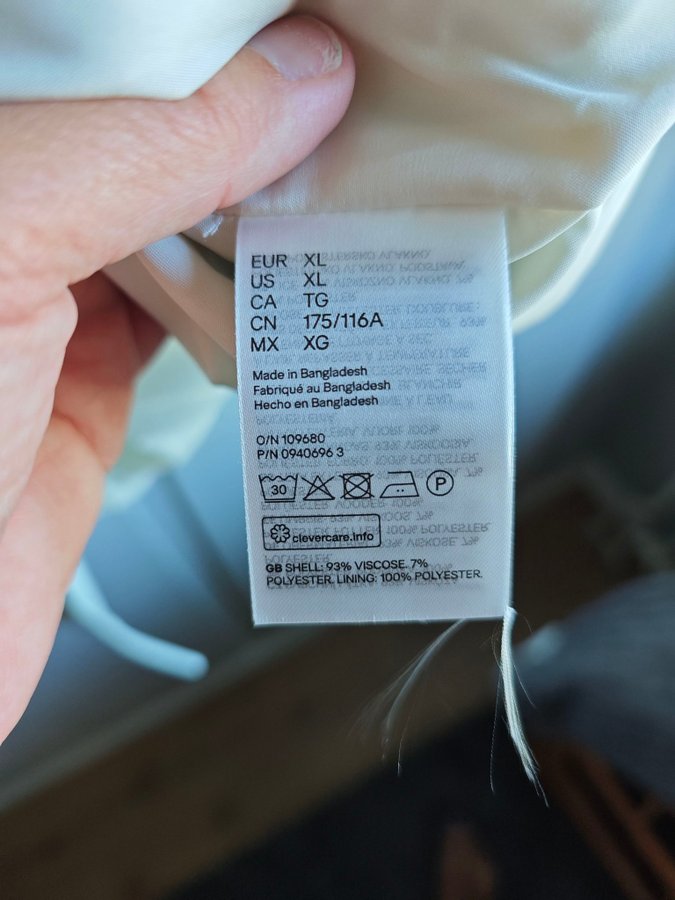 EUR XL
US XL
CA TG
CN 175/116A
MX XG
Made in Bangladesh
Fabriqué au Bangladesh
Hecho en Bangladesh
O/N 109680
P/N 0940696 3
30 P
clevercare.info
GB SHELL: 93% VISCOSE. 7%
POLYESTER. LINING: 100% POLYESTER.